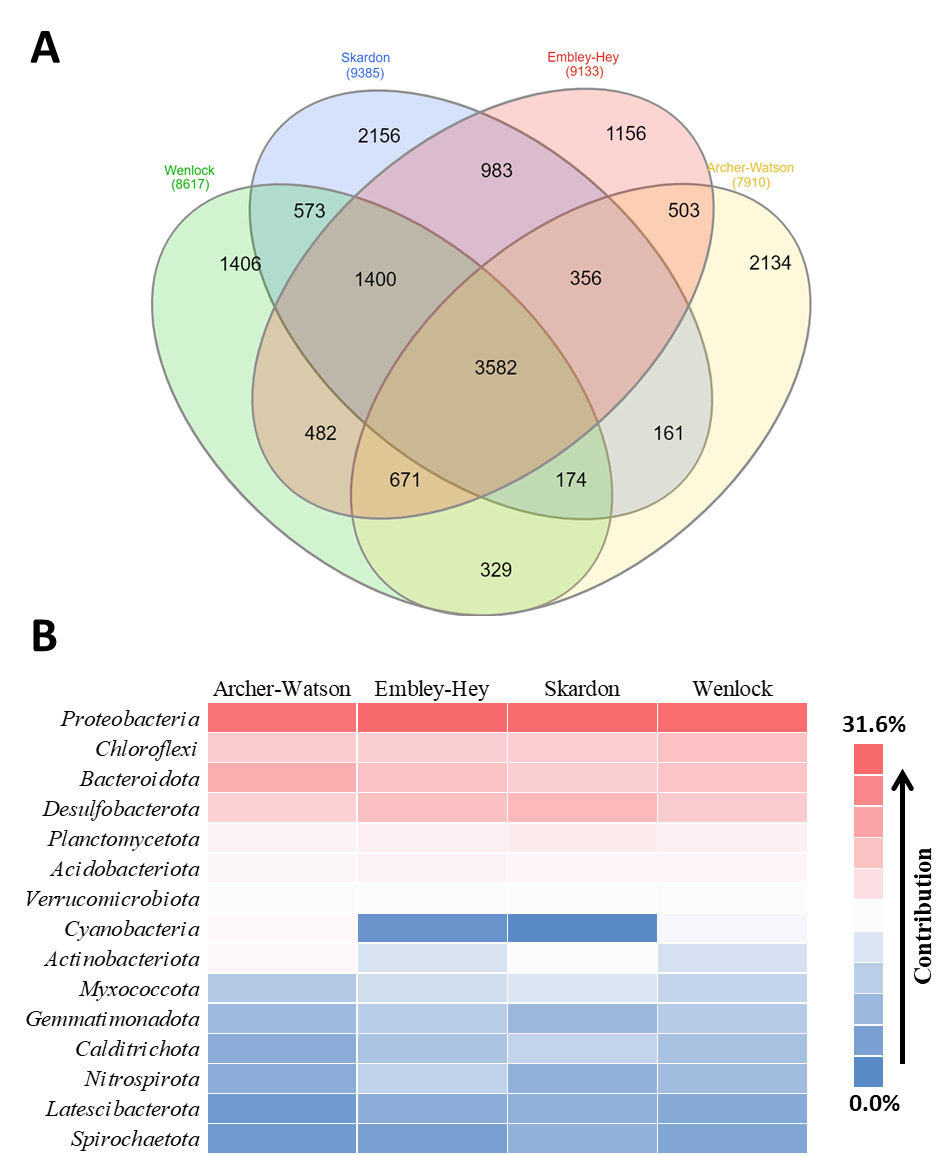 A
Skardon
(9385)
Embley-Hey
(9133)
Wenlock
(8617)
Archer-Watson
(7910)
2156
1156
983
573
503
1406
2134
1400
356
3582
482
161
671
174
329
B
Archer-Watson Embley-Hey Skardon Wenlock
Proteobacteria
Chloroflexi
Bacteroidota
Desulfobacterota
Planctomycetota
Acidobacteriota
Verrucomicrobiota
Cyanobacteria
Actinobacteriota
Myxococcota
Gemmatimonadota
Calditrichota
Nitrospirota
Latescibacterota
Spirochaetota
31.6%
Contribution
0.0%